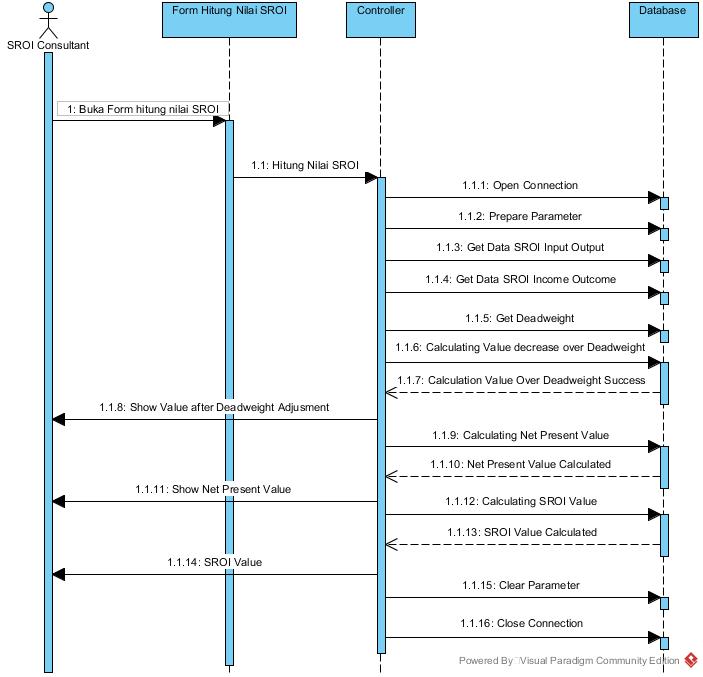 Form Hitung Nilai SROI
Controller
Database
SROI Consultant
1: Buka Form hitung nilai SROI
1.1: Hitung Nilai SROI
1.1.1: Open Connection
1.1.2: Prepare Parameter
1.1.3: Get Data SROI Input Output
1.1.4: Get Data SROI Income Outcome
1.1.5: Get Deadweight
1.1.6: Calculating Value decrease over Deadweight
1.1.7: Calculation Value Over Deadweight Success
1.1.8: Show Value after Deadweight Adjusment
1.1.9: Calculating Net Present Value
1.1.10: Net Present Value Calculated
1.1.11: Show Net Present Value
1.1.12: Calculating SROI Value
1.1.13: SROI Value Calculated
1.1.14: SROI Value
1.1.15: Clear Parameter
1.1.16: Close Connection
Powered By Visual Paradigm Community Edition